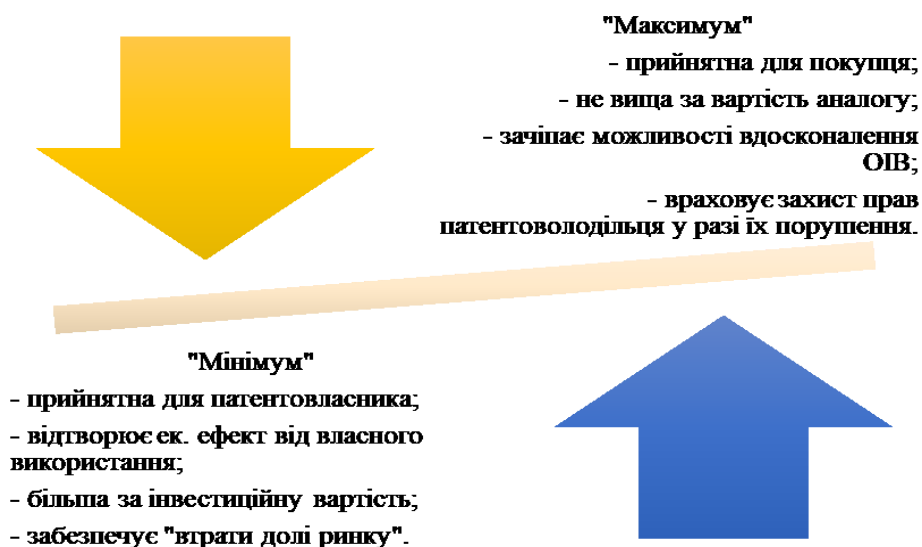 "Максимум"
- прийнятна для покупця;
- не вища за вартість аналогу;
- зачіпає можливості вдосконалення
ОІВ;
- враховує захист прав
патентоволодільця у разі їх порушення.
"Мінімум"
- прийнятна для патентовласника;
- відтворює ек. ефект від власного
використання;
- більша за інвестиційну вартість;
- забезпечує "втрати долі ринку".